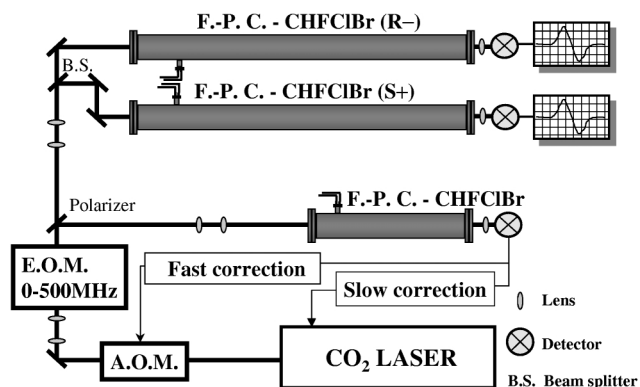 F.-P. C. - CHFClBr (R−)
B.S.
F.-P. C. - CHFClBr (S+)
Polarizer
F.-P. C. - CHFClBr
E.O.M.
0-500MHz
Fast correction
Slow correction
Lens
A.O.M.
CO₂ LASER
Detector
B.S. Beam splitter